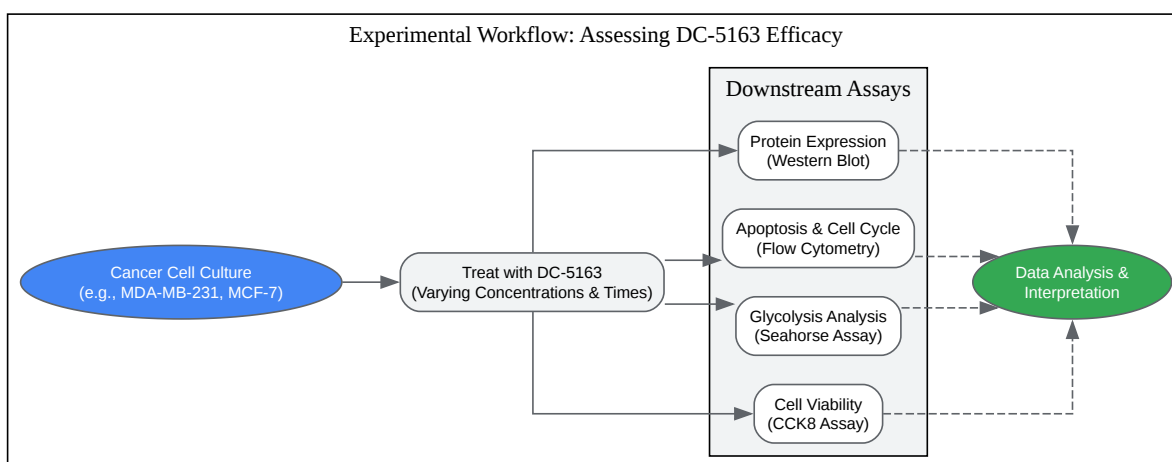 Experimental Workflow: Assessing DC-5163 Efficacy
Downstream Assays
Protein Expression
(Western Blot)
Apoptosis & Cell Cycle
(Flow Cytometry)
Cancer Cell Culture
(e.g., MDA-MB-231, MCF-7)
Treat with DC-5163
(Varying Concentrations & Times)
Data Analysis &
Interpretation
Glycolysis Analysis
(Seahorse Assay)
Cell Viability
(CCK8 Assay)